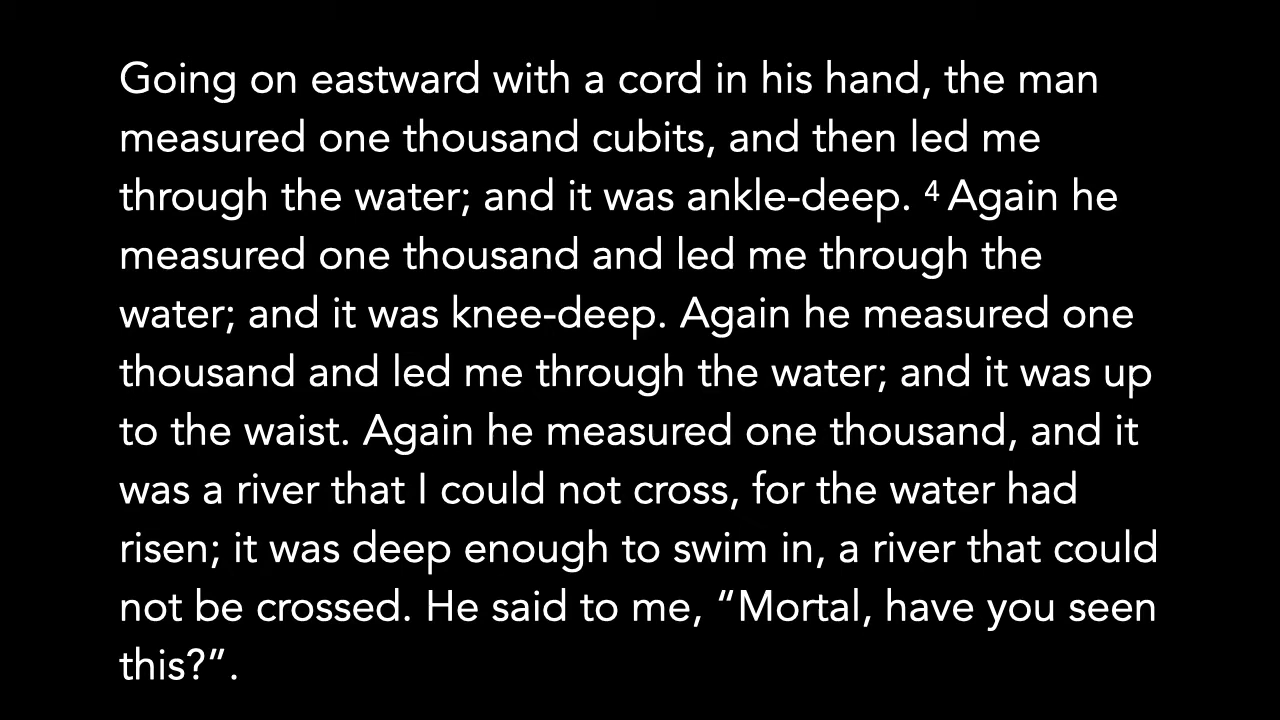 Going on eastward with a cord in his hand, the man
measured one thousand cubits, and then led me
through the water; and it was ankle-deep. ⁴ Again he
measured one thousand and led me through the
water; and it was knee-deep. Again he measured one
thousand and led me through the water; and it was up
to the waist. Again he measured one thousand, and it
was a river that I could not cross, for the water had
risen; it was deep enough to swim in, a river that could
not be crossed. He said to me, “Mortal, have you seen
this?”.